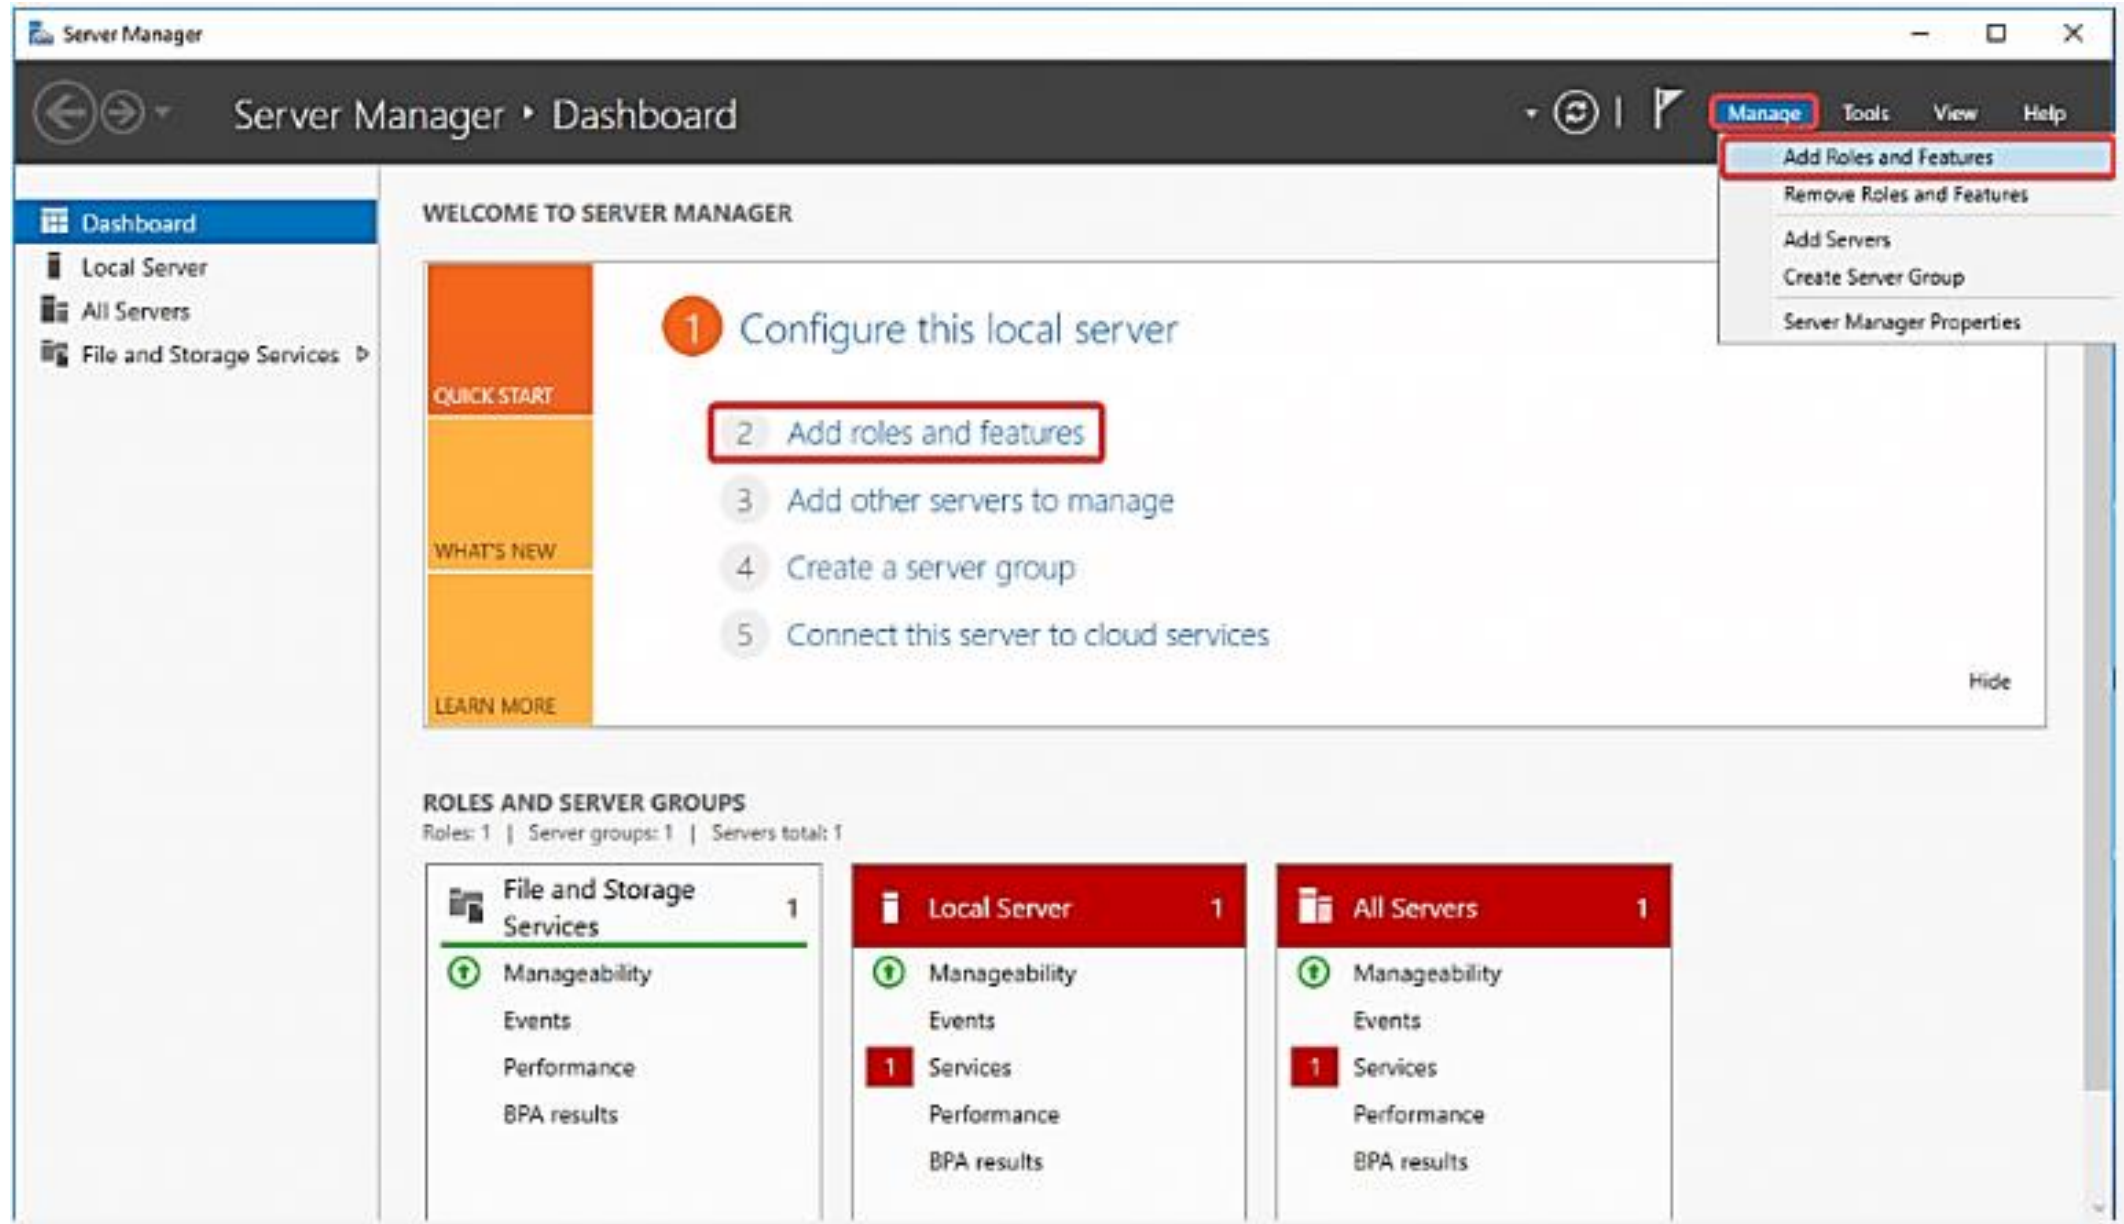 Server Manager
Server Manager ‣ Dashboard
Manage Tools View Help
Add Roles and Features
Remove Roles and Features
Add Servers
Create Server Group
Server Manager Properties
Dashboard
Local Server
All Servers
File and Storage Services
WELCOME TO SERVER MANAGER
QUICK START
WHAT'S NEW
LEARN MORE
1 Configure this local server
2 Add roles and features
3 Add other servers to manage
4 Create a server group
5 Connect this server to cloud services
Hide
ROLES AND SERVER GROUPS
Roles: 1 | Server groups: 1 | Servers total: 1
File and Storage
Services 1
Manageability
Events
Performance
BPA results
Local Server 1
Manageability
Events
1 Services
Performance
BPA results
All Servers 1
Manageability
Events
1 Services
Performance
BPA results